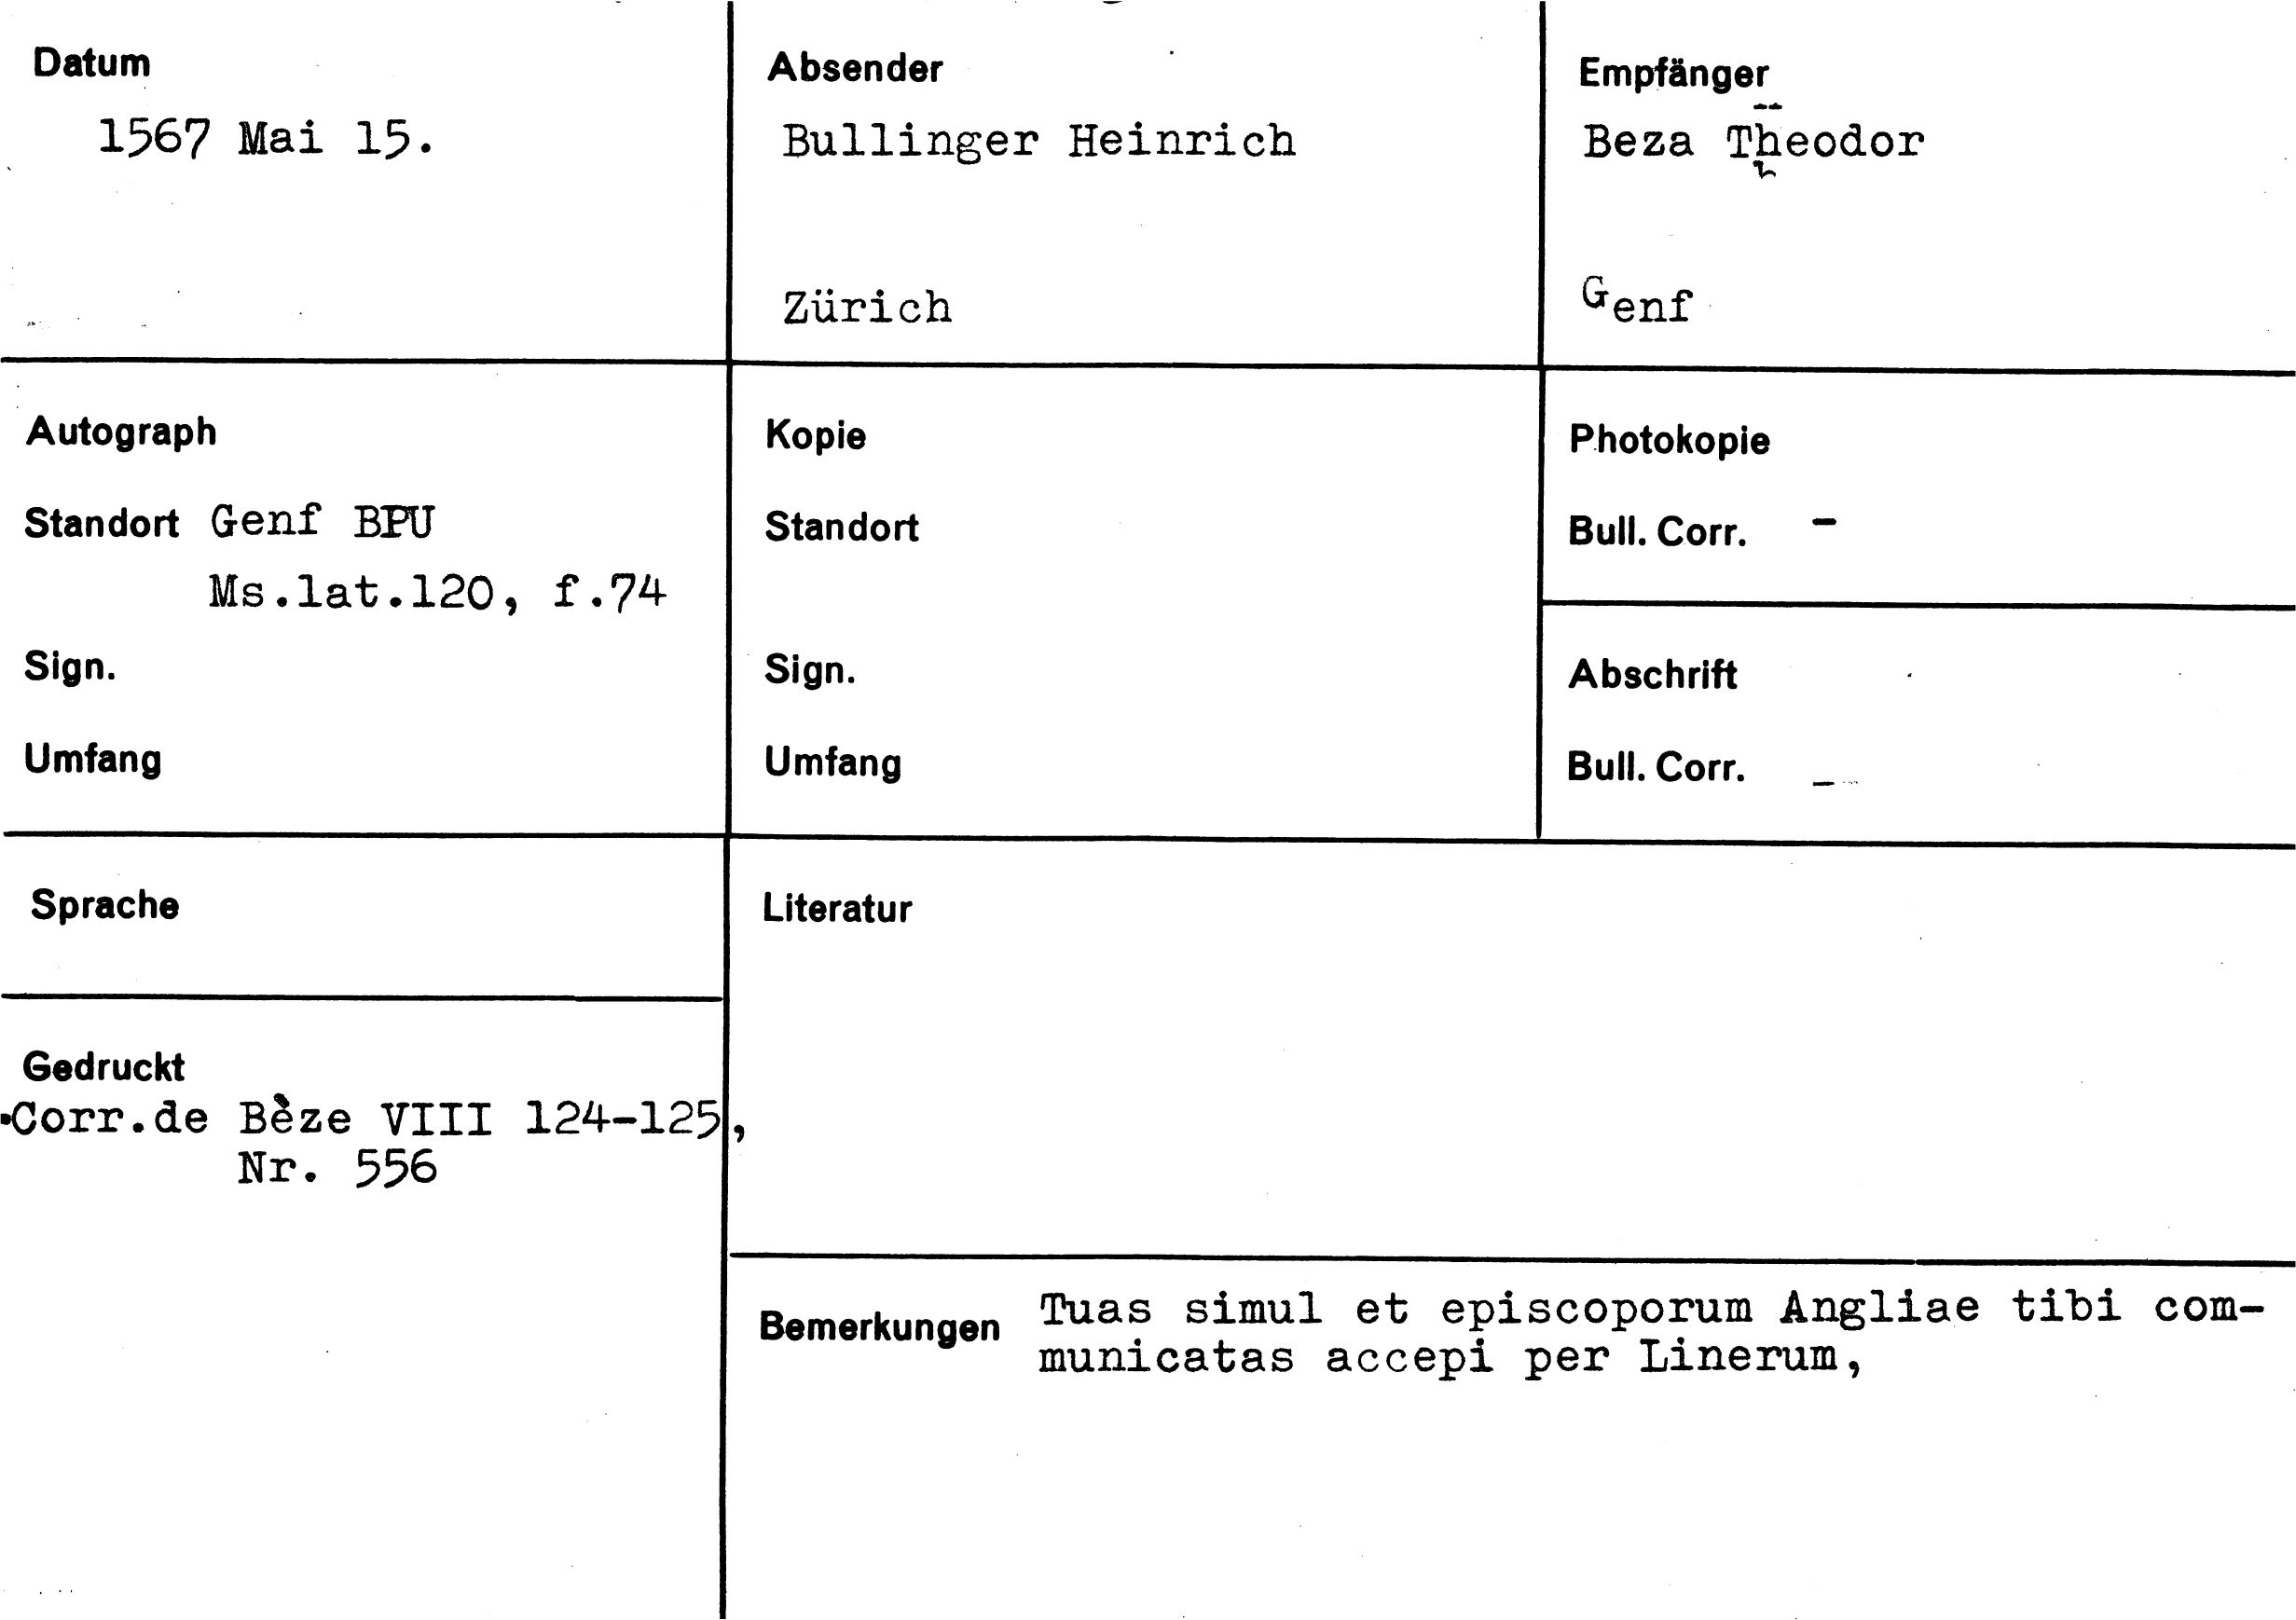 Datum
1567 Mai 15.
Absender
Bullinger Heinrich
Zürich
Empfänger
Beza Theodor
Genf
Autograph
Standort Genf BPU
Ms.lat.120, f.74
Sign.
Umfang
Kopie
Standort
Sign.
Umfang
Photokopie
Bull. Corr. -
Abschrift
Bull. Corr. -
Sprache
Gedruckt
Corr.de Bèze VIII 124-125,
Nr. 556
Literatur
Bemerkungen Tuas simul et episcoporum Angliae tibi com-
municatas accepi per Linerum,